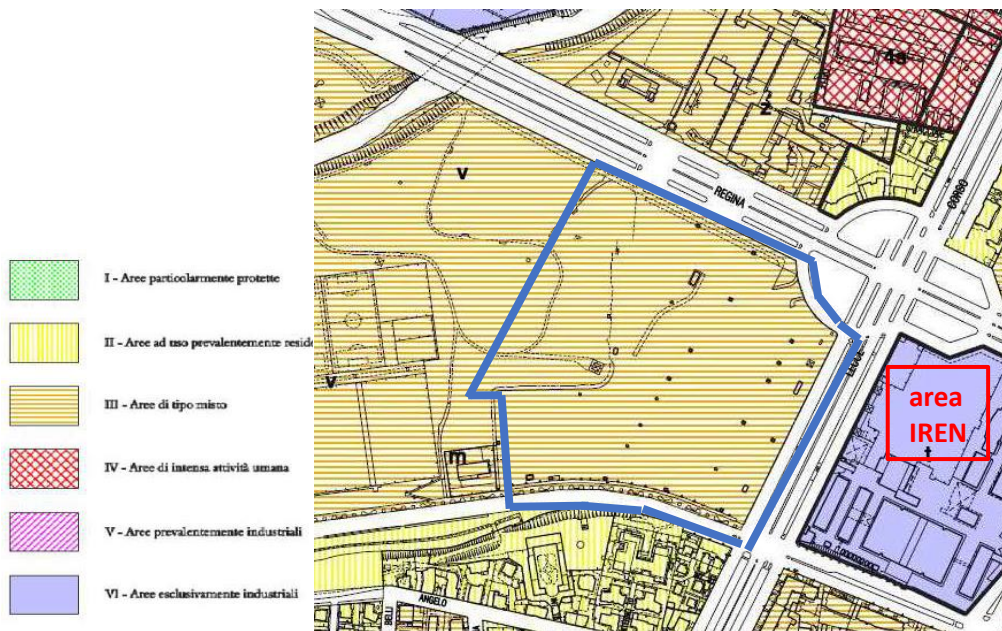 I - Aree particolarmente protette
II - Aree ad uso prevalentemente reside
III - Aree di tipo misto
IV - Aree di intensa attività umana
V - Aree prevalentemente industriali
VI - Aree esclusivamente industriali
4a
z
v
REGINA
CORSO
v
LECCE
area
IREN
t
m
ANGELO
BELLI